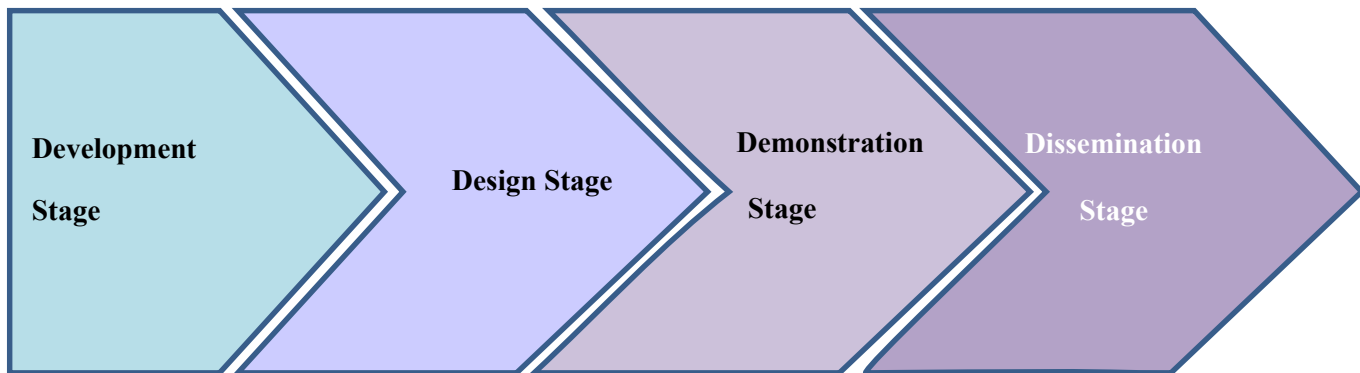 Development
Stage
Design Stage
Demonstration
Stage
Dissemination
Stage